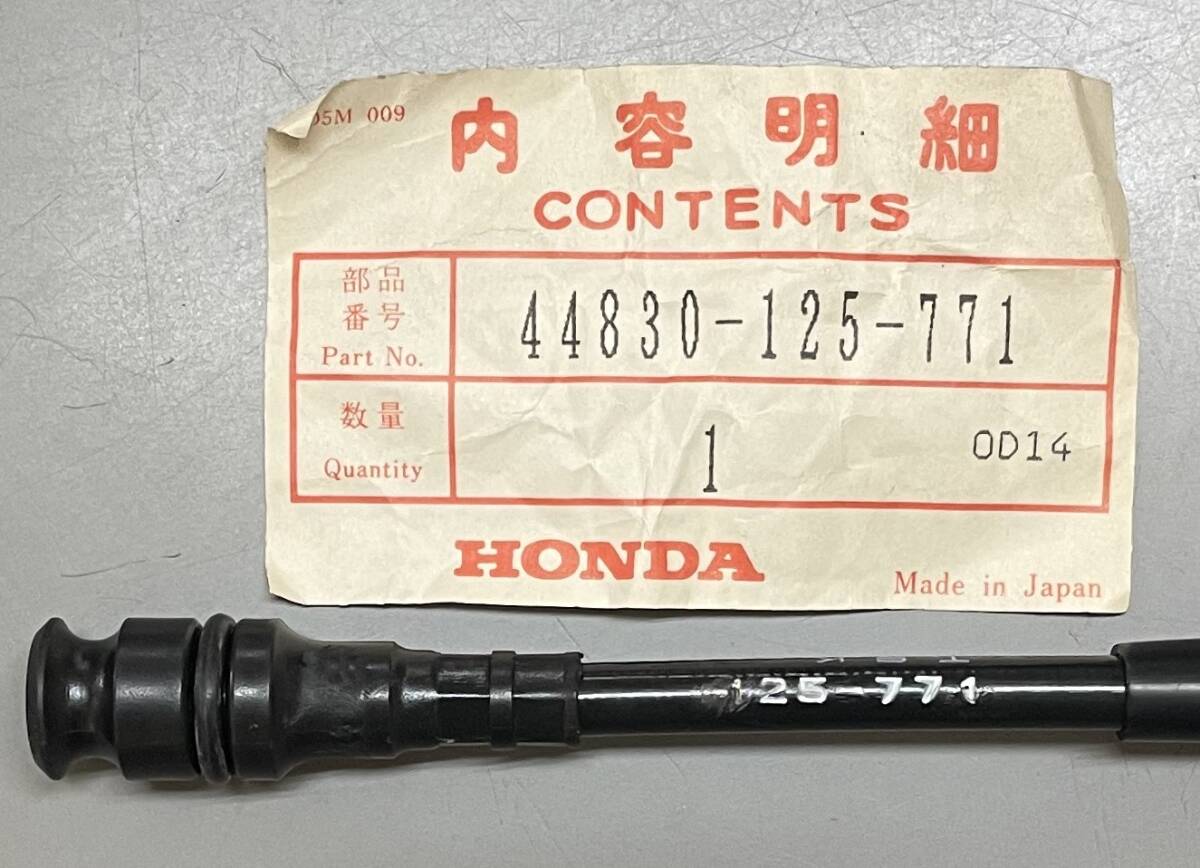 05M 009
内容明細
CONTENTS
部品
番号
Part No.
44830-125-771
数量
Quantity
1
0D14
HONDA
Made in Japan
125-771